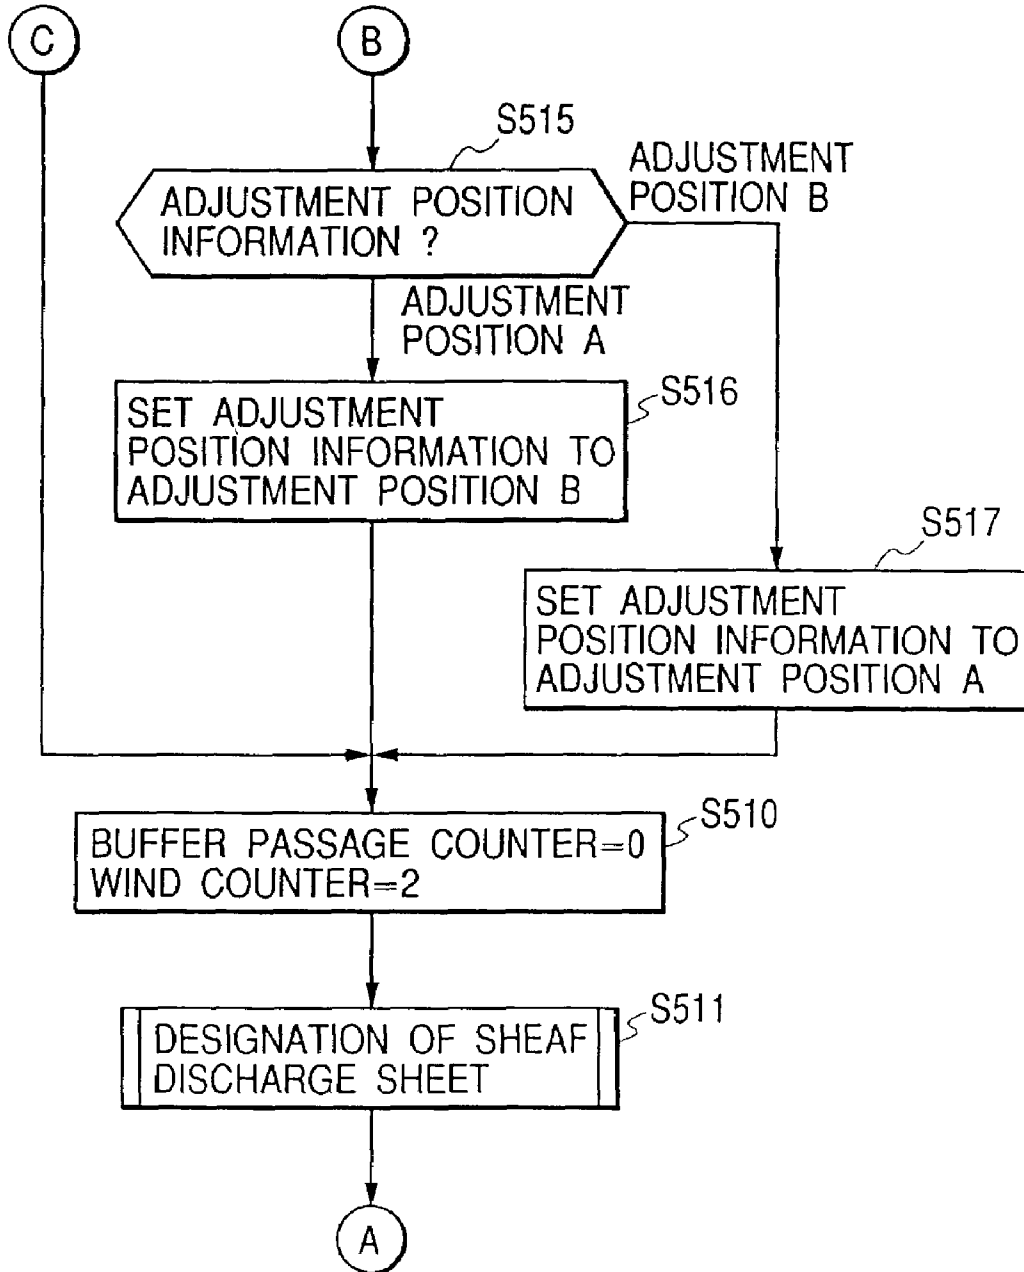 C
B
S515
ADJUSTMENT POSITION
INFORMATION ?
ADJUSTMENT
POSITION B
ADJUSTMENT
POSITION A
S516
SET ADJUSTMENT
POSITION INFORMATION TO
ADJUSTMENT POSITION B
S517
SET ADJUSTMENT
POSITION INFORMATION TO
ADJUSTMENT POSITION A
S510
BUFFER PASSAGE COUNTER=0
WIND COUNTER=2
S511
DESIGNATION OF SHEAF
DISCHARGE SHEET
A